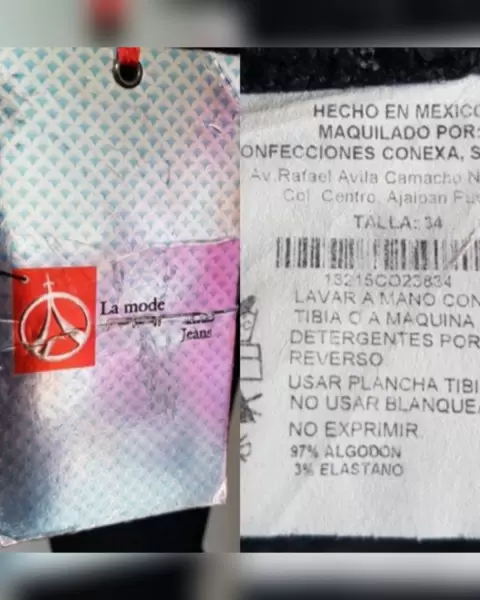 La mode
Jeans
HECHO EN MEXICO
MAQUILADO POR:
ONFECCIONES CONEXA, S
Av.Rafael Avila Camacho N
Col. Centro, Ajalpan Pue
TALLA: 34
13215CO23834
LAVAR A MANO CON
TIBIA O A MAQUINA
DETERGENTES POR
REVERSO
USAR PLANCHA TIBI
NO USAR BLANQUEA
NO EXPRIMIR
97% ALGODON
3% ELASTANO